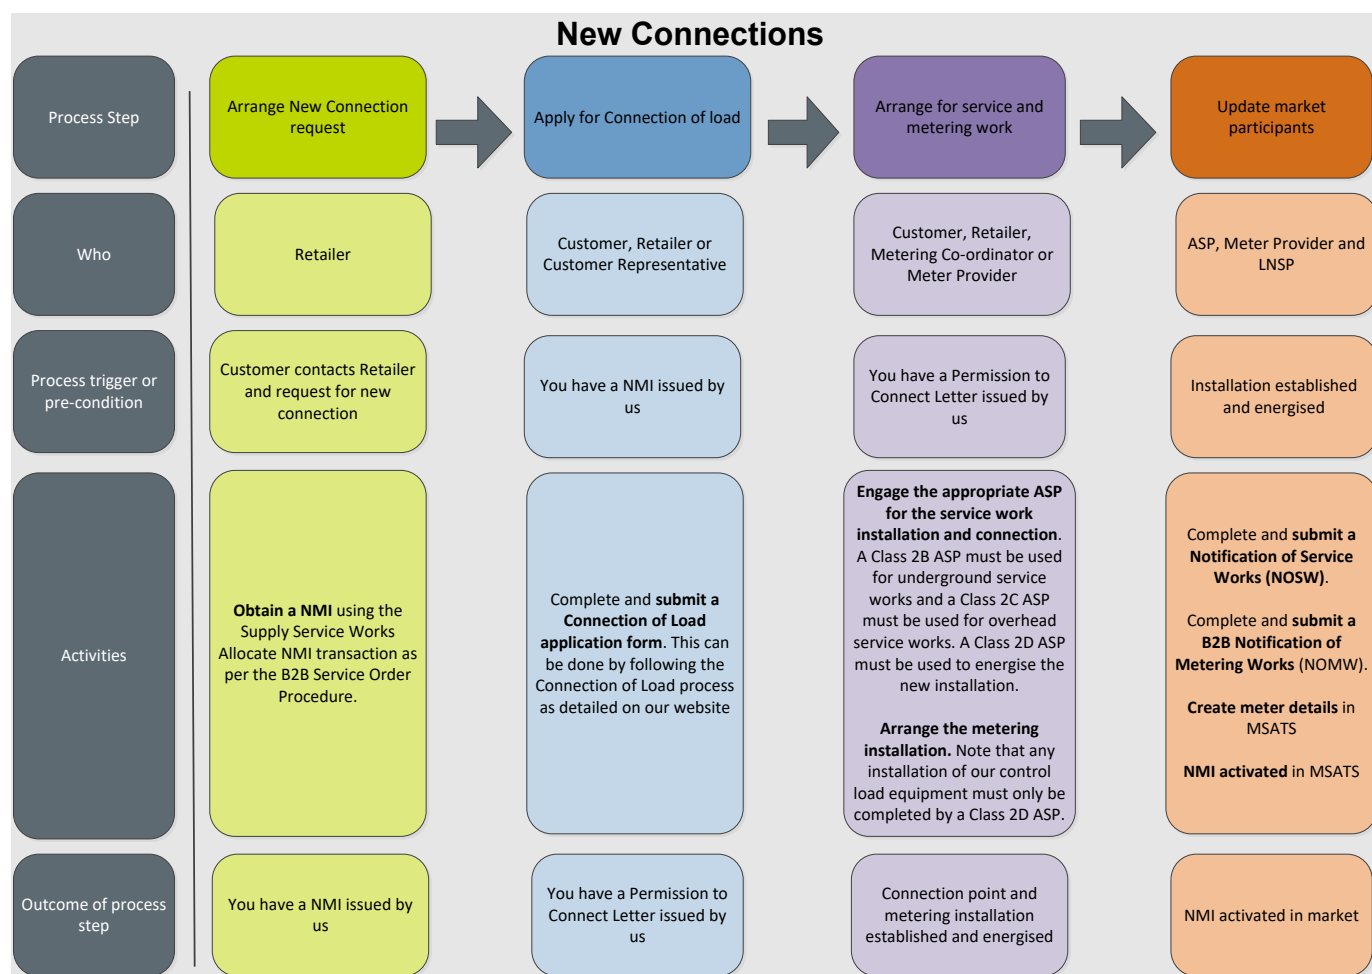 New Connections
Process Step
Arrange New Connection
request
Apply for Connection of load
Arrange for service and
metering work
Update market
participants
Who
Retailer
Customer, Retailer or
Customer Representative
Customer, Retailer,
Metering Co-ordinator or
Meter Provider
ASP, Meter Provider and
LNSP
Process trigger or
pre-condition
Customer contacts Retailer
and request for new
connection
You have a NMI issued by
us
You have a Permission to
Connect Letter issued by
us
Installation established
and energised
Activities
Obtain a NMI using the
Supply Service Works
Allocate NMI transaction as
per the B2B Service Order
Procedure.
Complete and submit a
Connection of Load
application form. This can
be done by following the
Connection of Load process
as detailed on our website
Engage the appropriate ASP
for the service work
installation and connection.
A Class 2B ASP must be used
for underground service
works and a Class 2C ASP
must be used for overhead
service works. A Class 2D ASP
must be used to energise the
new installation.
Arrange the metering
installation. Note that any
installation of our control
load equipment must only be
completed by a Class 2D ASP.
Complete and submit a
Notification of Service
Works (NOSW).
Complete and submit a
B2B Notification of
Metering Works (NOMW).
Create meter details in
MSATS
NMI activated in MSATS
Outcome of process
step
You have a NMI issued by
us
You have a Permission to
Connect Letter issued by
us
Connection point and
metering installation
established and energised
NMI activated in market